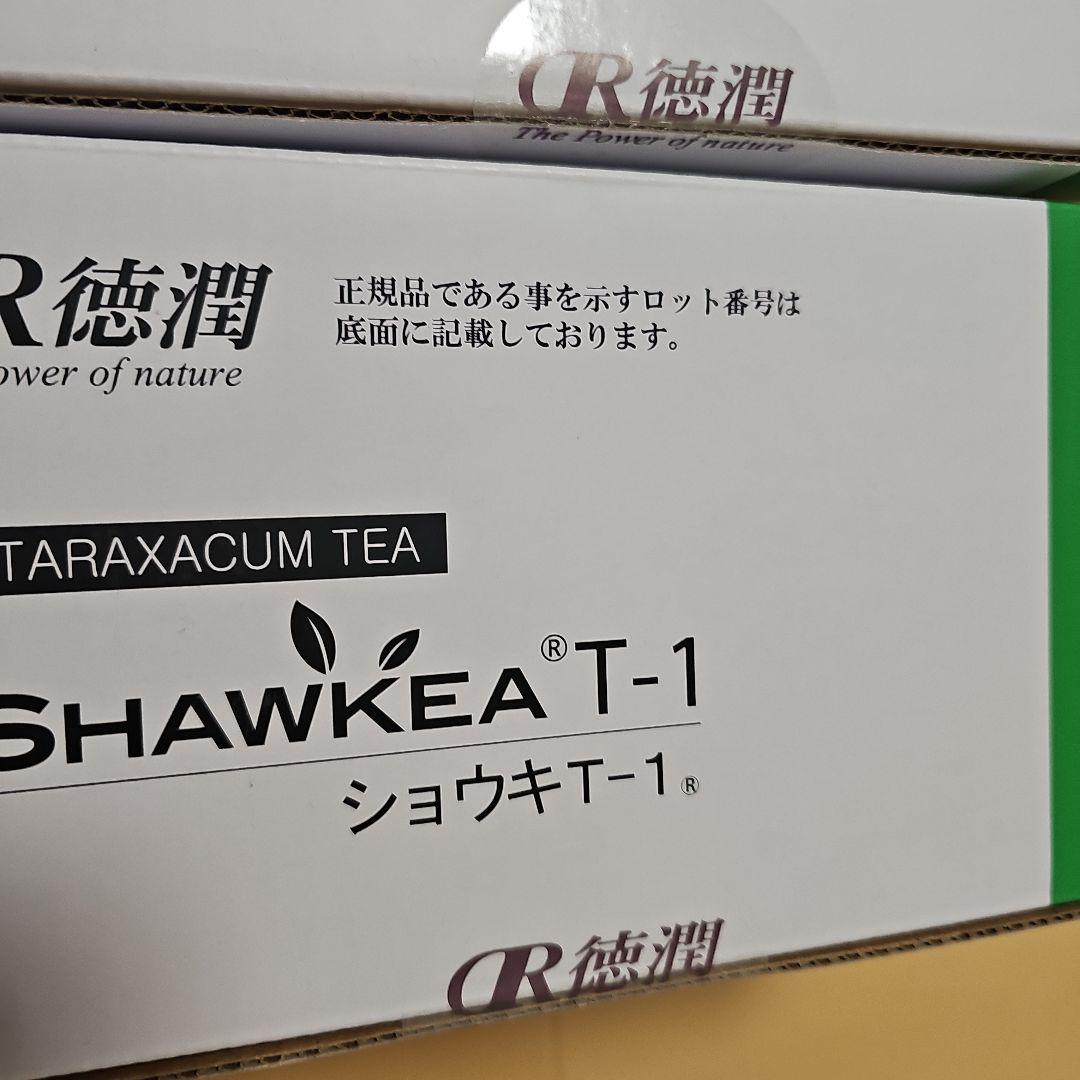 R徳潤
The Power of nature
R徳潤
ower of nature
正規品である事を示すロット番号は
底面に記載しております。
TARAXACUM TEA
SHAWKEA® T-1
ショウキT-1®
R徳潤